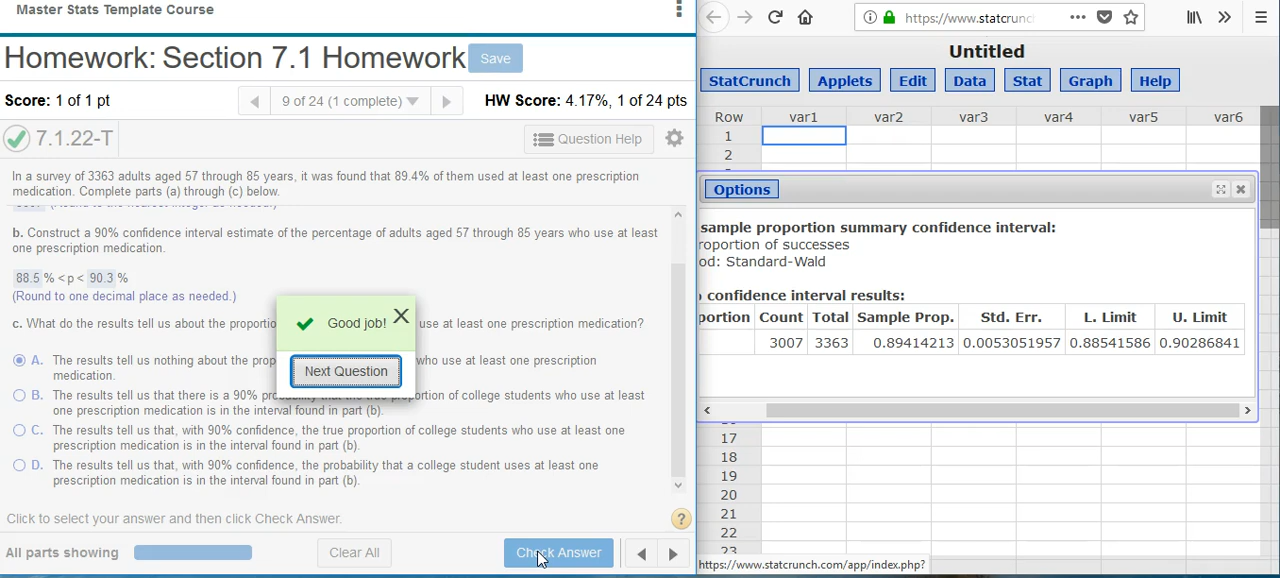 Master Stats Template Course
Homework: Section 7.1 Homework
Save
Score: 1 of 1 pt
9 of 24 (1 complete)
HW Score: 4.17%, 1 of 24 pts
7.1.22-T
Question Help
In a survey of 3363 adults aged 57 through 85 years, it was found that 89.4% of them used at least one prescription
medication. Complete parts (a) through (c) below.
b. Construct a 90% confidence interval estimate of the percentage of adults aged 57 through 85 years who use at least
one prescription medication.
88.5 % < p < 90.3 %
(Round to one decimal place as needed.)
c. What do the results tell us about the proportio
use at least one prescription medication?
A. The results tell us nothing about the prop
who use at least one prescription
medication.
B. The results tell us that there is a 90% probability that the true proportion of college students who use at least
one prescription medication is in the interval found in part (b).
C. The results tell us that, with 90% confidence, the true proportion of college students who use at least one
prescription medication is in the interval found in part (b).
D. The results tell us that, with 90% confidence, the probability that a college student uses at least one
prescription medication is in the interval found in part (b).
Good job!
Next Question
Click to select your answer and then click Check Answer.
?
All parts showing
Clear All
Check Answer
https://www.statcrunc
Untitled
StatCrunch Applets Edit Data Stat Graph Help
Row var1 var2 var3 var4 var5 var6
1
2
Options
sample proportion summary confidence interval:
roportion of successes
od: Standard-Wald
confidence interval results:
portion Count Total Sample Prop. Std. Err. L. Limit U. Limit
3007 3363 0.89414213 0.0053051957 0.88541586 0.90286841
17
18
19
20
21
22
23
https://www.statcrunch.com/app/index.php?